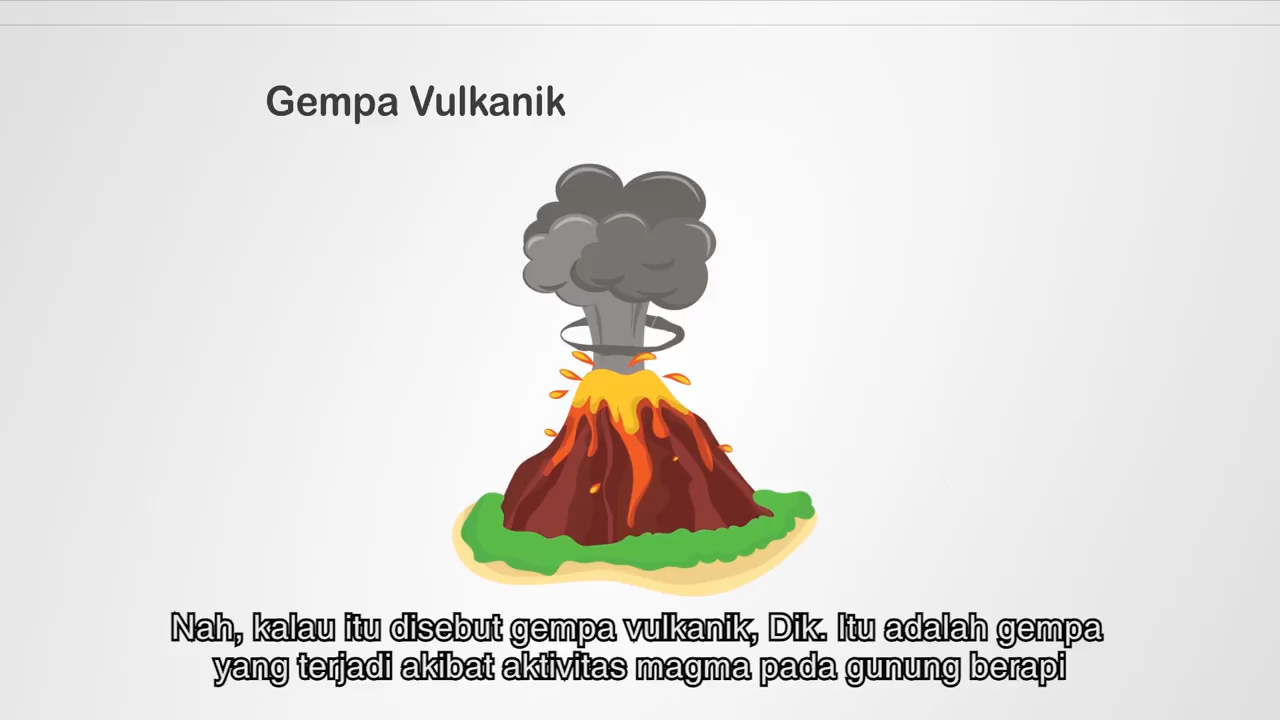 Gempa Vulkanik
Nah, kalau itu disebut gempa vulkanik, Dik. Itu adalah gempa
yang terjadi akibat aktivitas magma pada gunung berapi